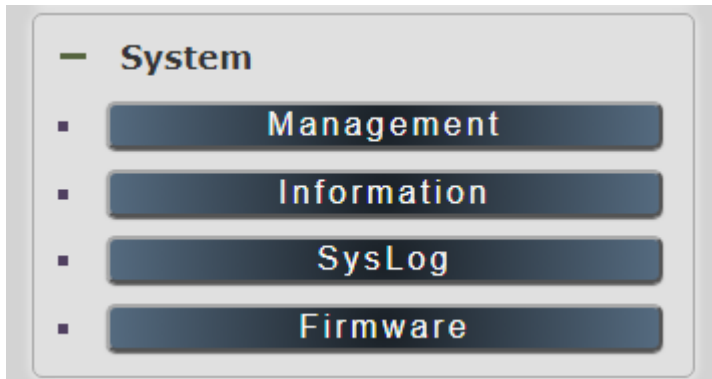 System
Management
Information
SysLog
Firmware